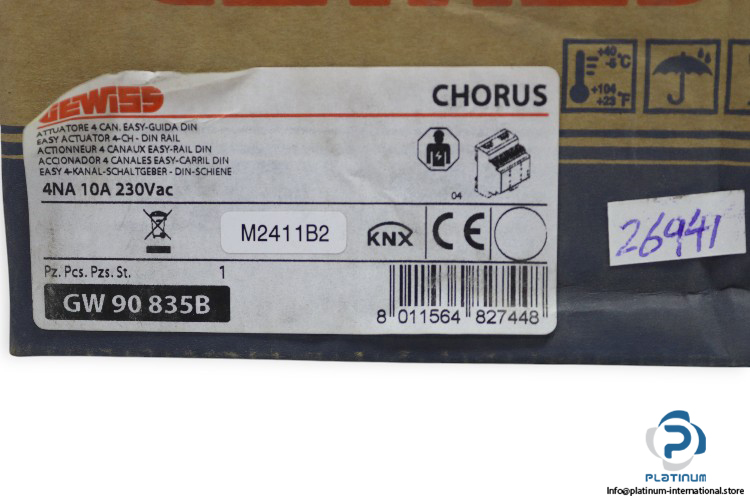 +40
-5 °C
+104
+23 °F
GEWISS
CHORUS
ATTUATORE 4 CAN. EASY-GUIDA DIN
EASY ACTUATOR 4-CH - DIN RAIL
ACTIONNEUR 4 CANAUX EASY-RAIL DIN
ACCIONADOR 4 CANALES EASY-CARRIL DIN
EASY 4-KANAL-SCHALTGEBER - DIN-SCHIENE
4NA 10A 230Vac
04
M2411B2
KNX
CE
26941
Pz. Pcs. Pzs. St. 1
GW 90 835B
8 011564 827448
PLATINUM
Info@platinum-international.store